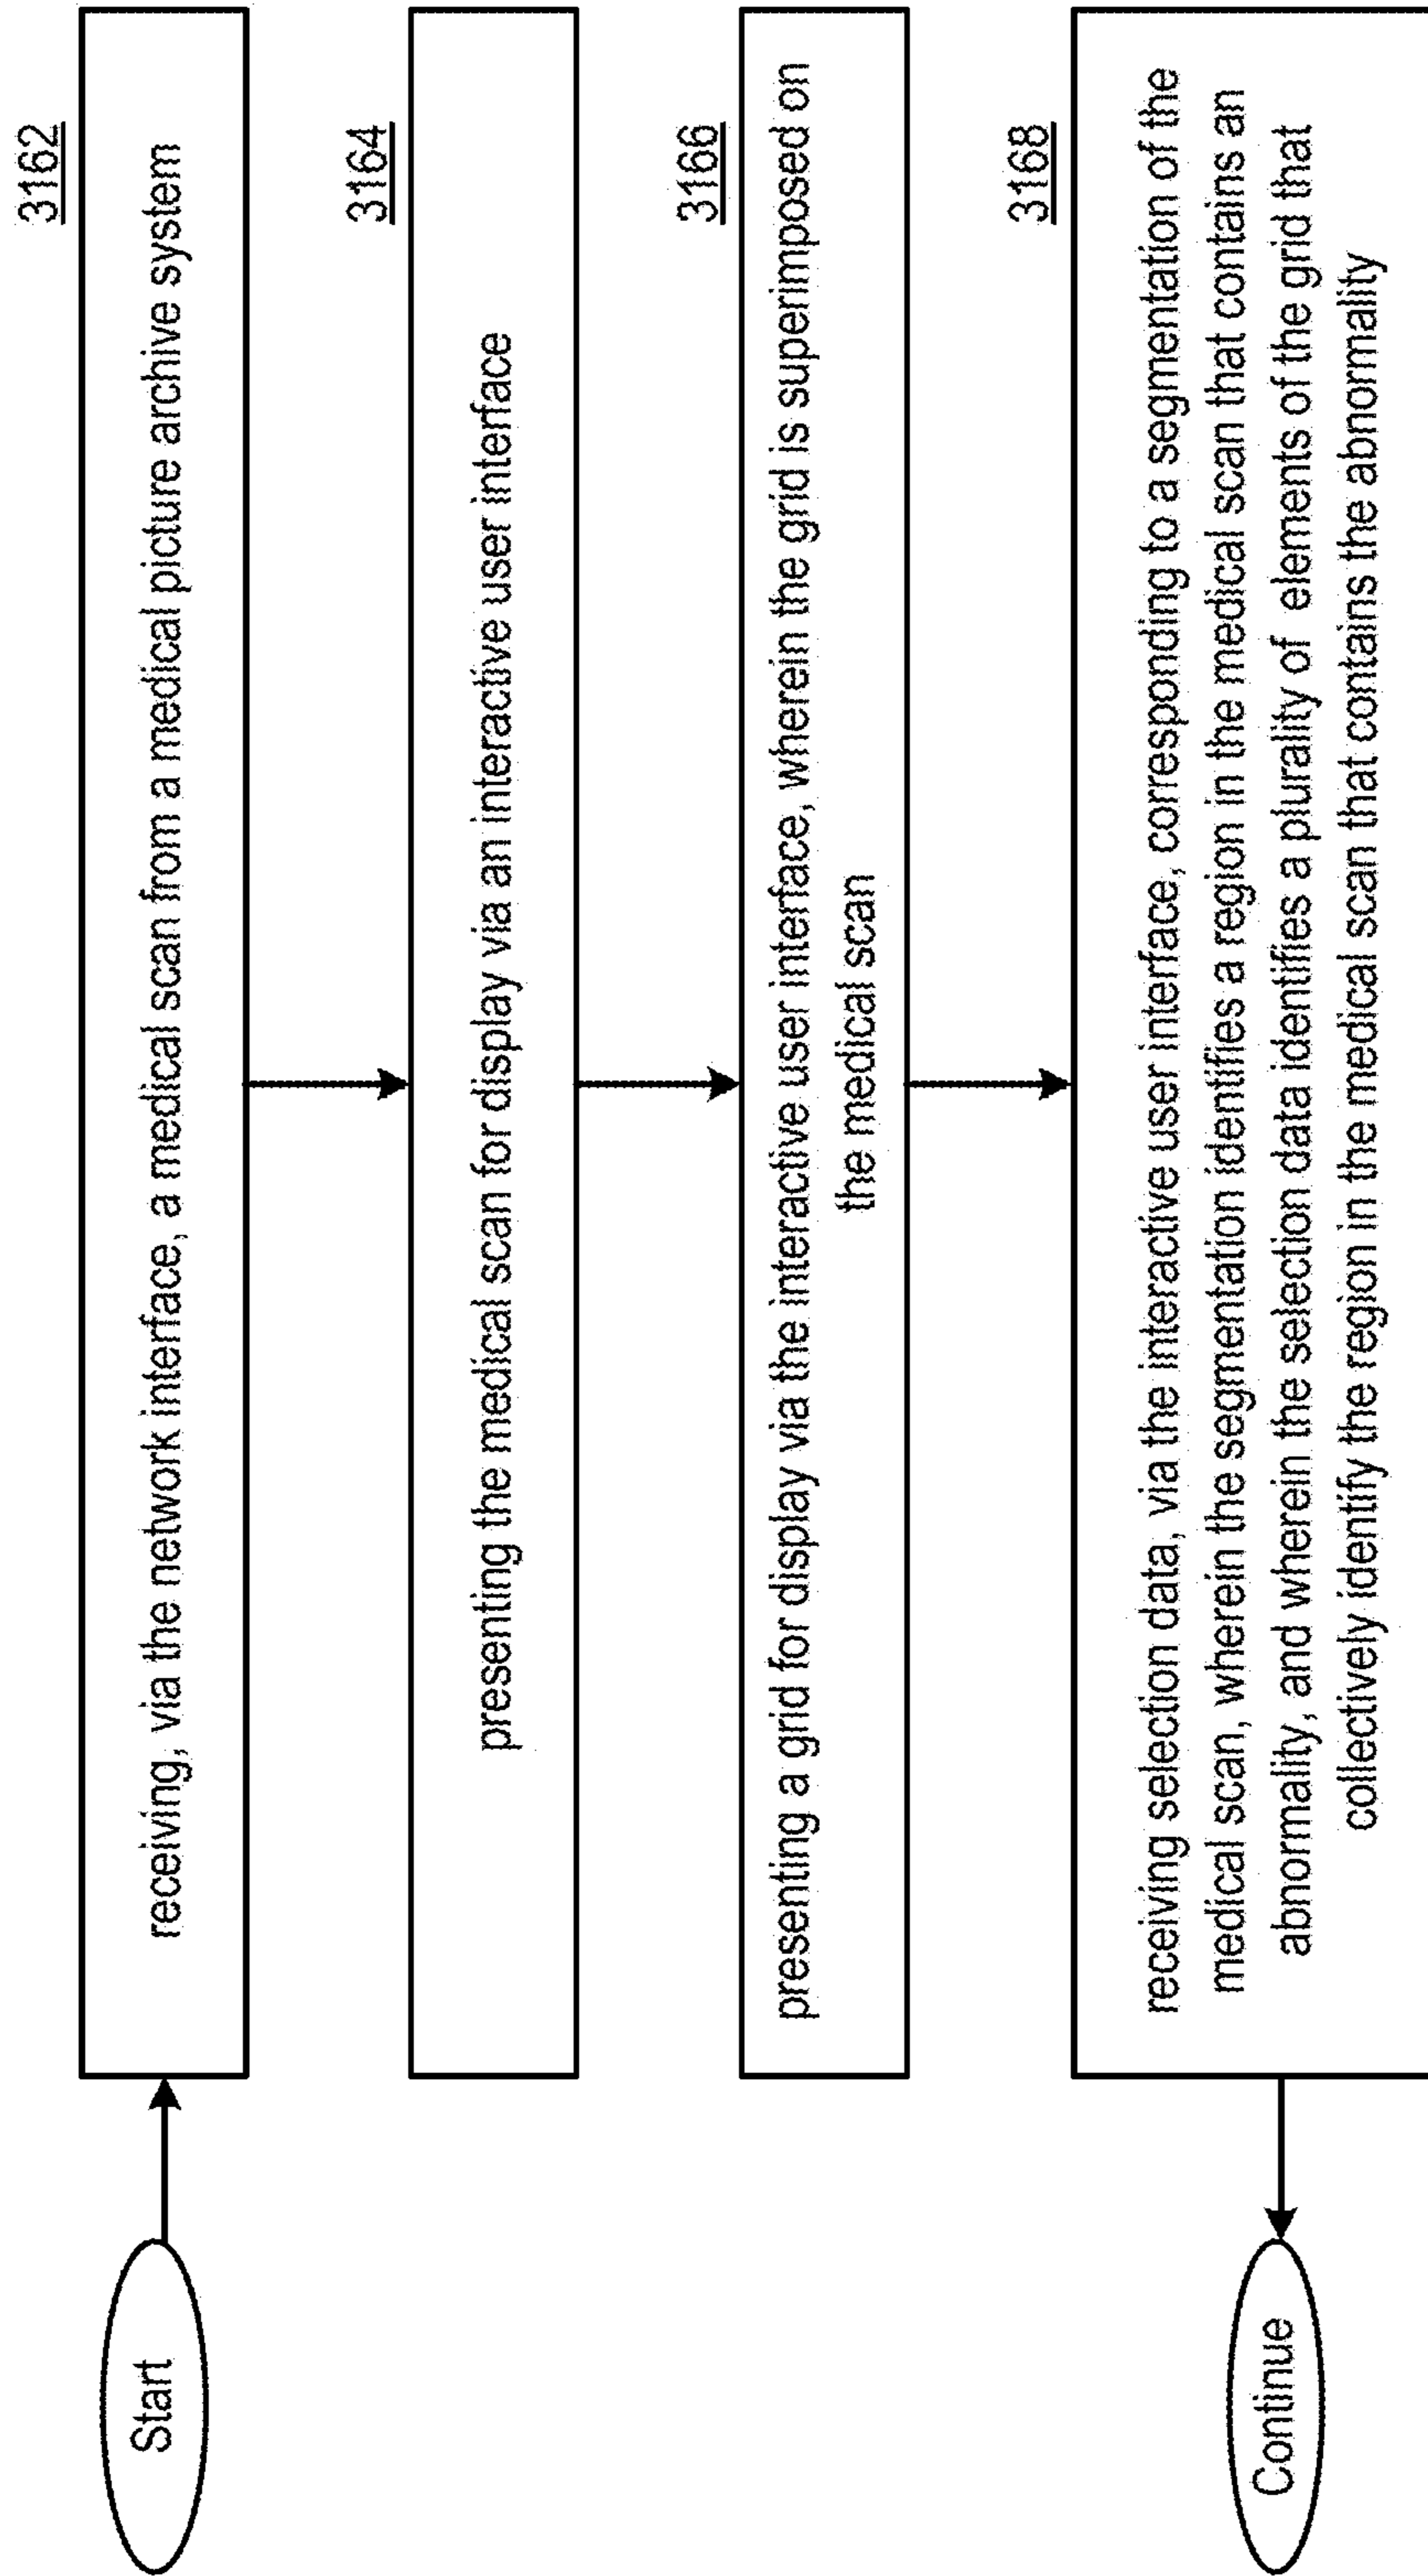 Start
3162
receiving, via the network interface, a medical scan from a medical picture archive system
3164
presenting the medical scan for display via an interactive user interface
3166
presenting a grid for display via the interactive user interface, wherein the grid is superimposed on
the medical scan
3168
receiving selection data, via the interactive user interface, corresponding to a segmentation of the
medical scan, wherein the segmentation identifies a region in the medical scan that contains an
abnormality, and wherein the selection data identifies a plurality of elements of the grid that
collectively identify the region in the medical scan that contains the abnormality
Continue